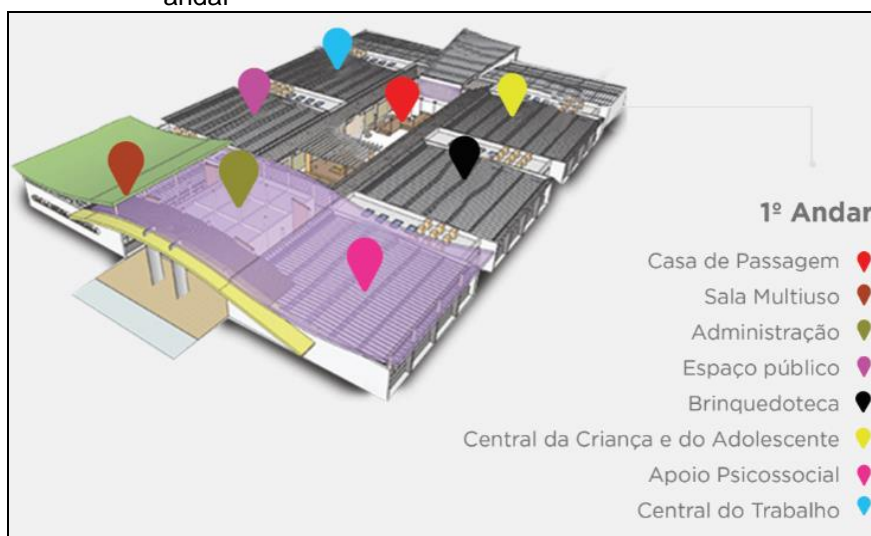 andar
1º Andar
Casa de Passagem
Sala Multiuso
Administração
Espaço público
Brinquedoteca
Central da Criança e do Adolescente
Apoio Psicossocial
Central do Trabalho